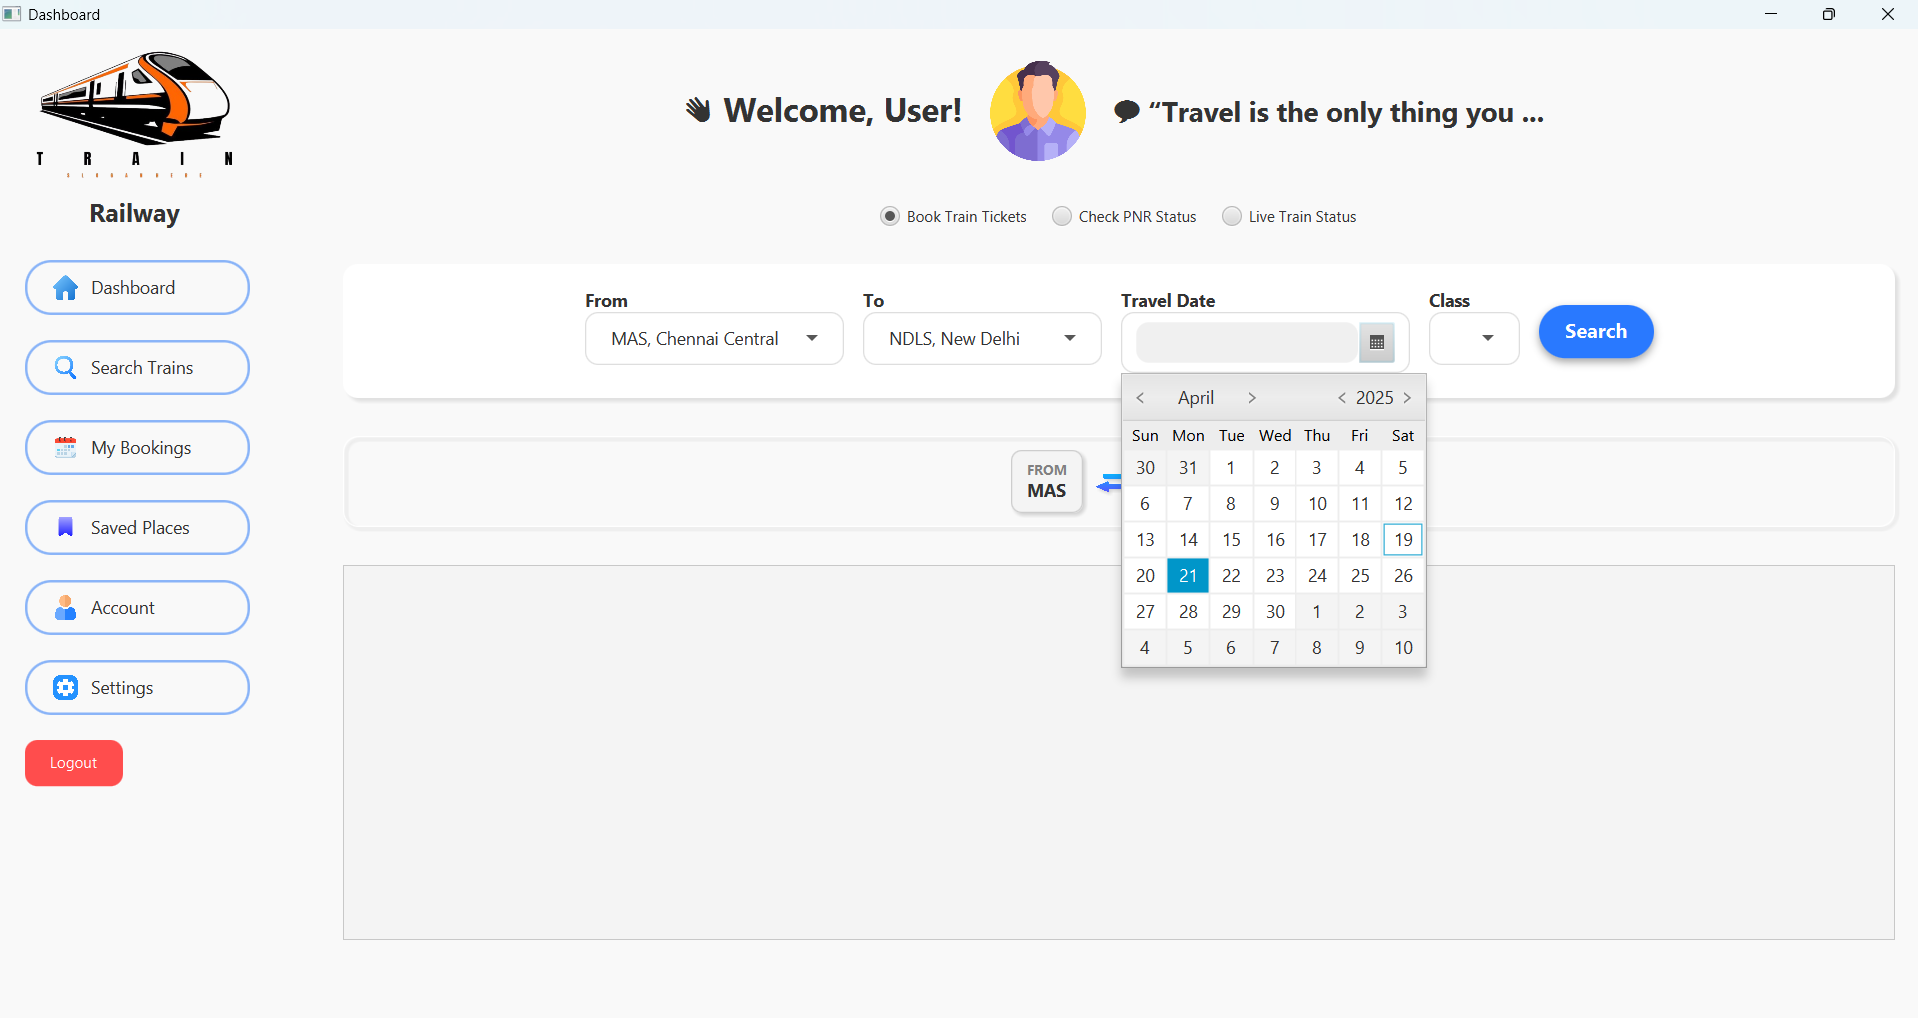 Dashboard
T R A I N
Railway
Dashboard
Search Trains
My Bookings
Saved Places
Account
Settings
Logout
Welcome, User!
“Travel is the only thing you ...
Book Train Tickets Check PNR Status Live Train Status
From To Travel Date Class
MAS, Chennai Central NDLS, New Delhi Search
< April > < 2025 >
Sun Mon Tue Wed Thu Fri Sat
30 31 1 2 3 4 5
6 7 8 9 10 11 12
13 14 15 16 17 18 19
20 21 22 23 24 25 26
27 28 29 30 1 2 3
4 5 6 7 8 9 10
FROM
MAS